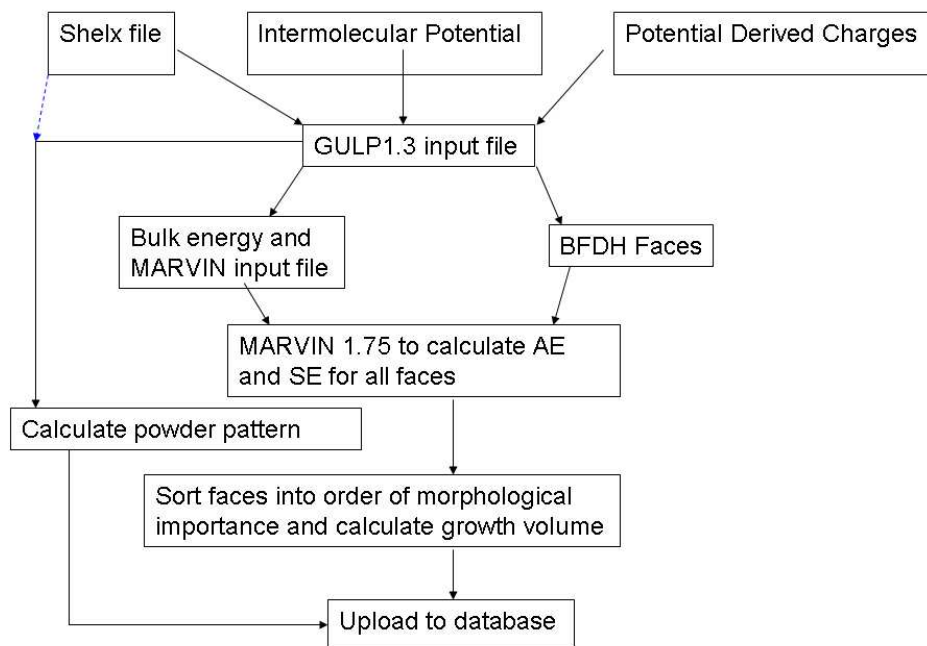 Shelx file
Intermolecular Potential
Potential Derived Charges
GULP1.3 input file
Bulk energy and
MARVIN input file
BFDH Faces
MARVIN 1.75 to calculate AE
and SE for all faces
Calculate powder pattern
Sort faces into order of morphological
importance and calculate growth volume
Upload to database